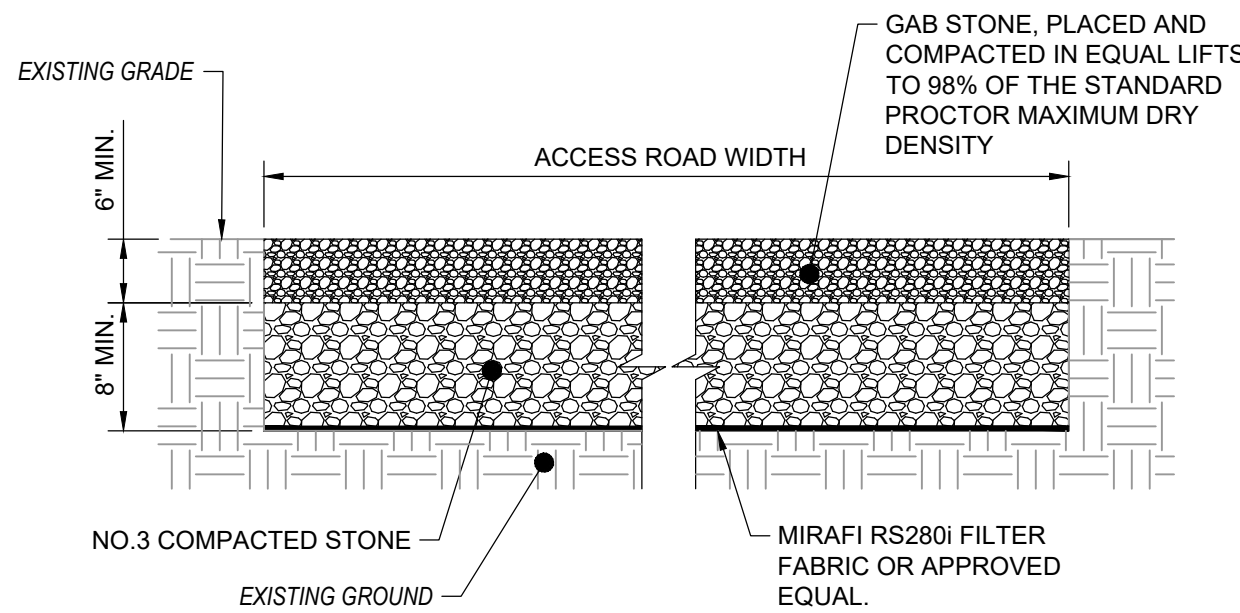 GAB STONE, PLACED AND
COMPACTED IN EQUAL LIFTS
TO 98% OF THE STANDARD
PROCTOR MAXIMUM DRY
DENSITY
EXISTING GRADE
6" MIN.
ACCESS ROAD WIDTH
8" MIN.
NO.3 COMPACTED STONE
EXISTING GROUND
MIRAFI RS280i FILTER
FABRIC OR APPROVED
EQUAL.